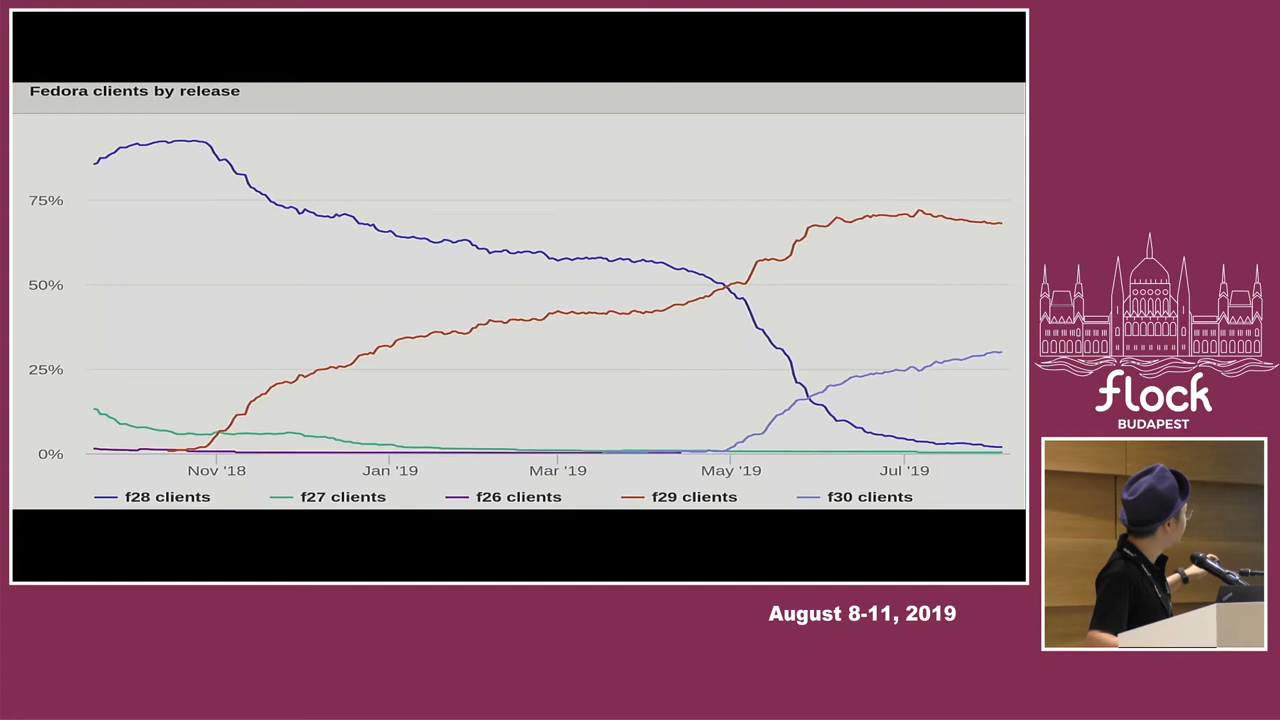 Fedora clients by release
75%
50%
25%
0%
Nov '18 Jan '19 Mar '19 May '19 Jul '19
f28 clients f27 clients f26 clients f29 clients f30 clients
flock
BUDAPEST
August 8-11, 2019